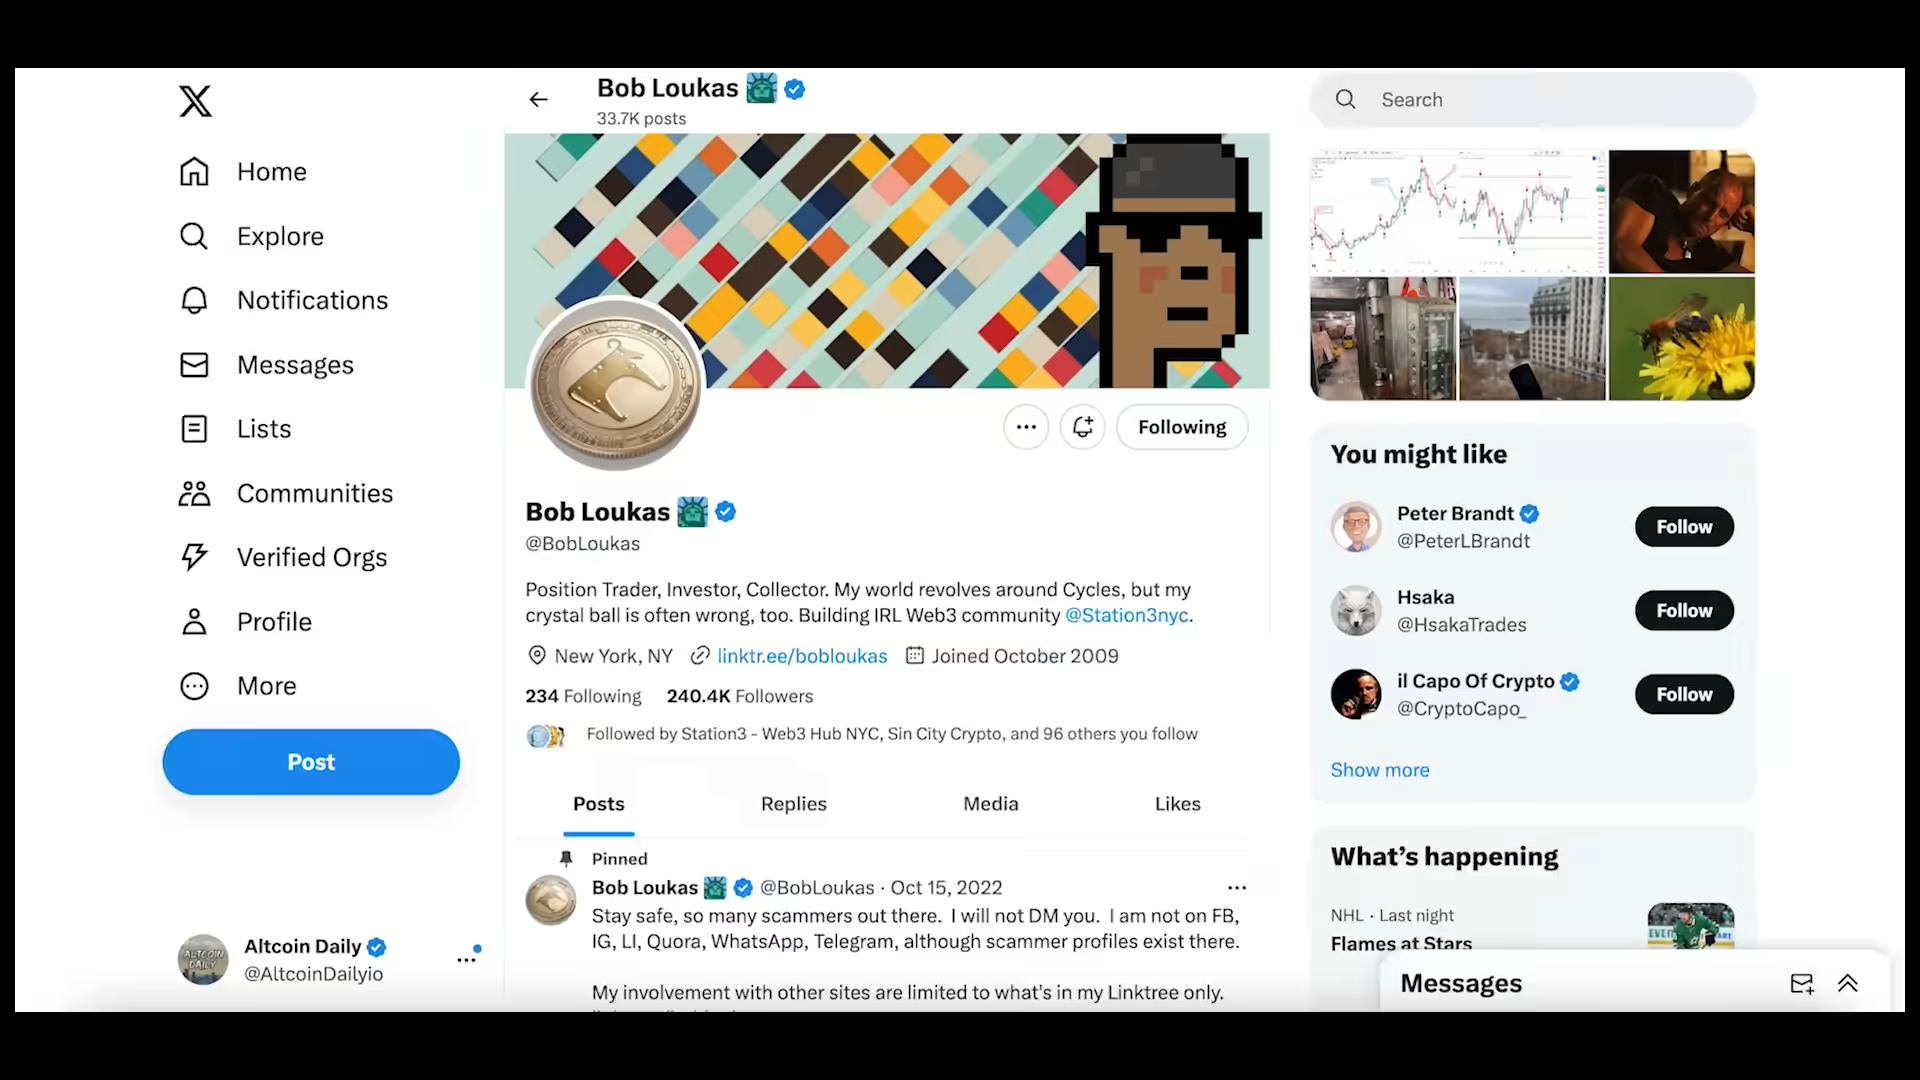 Home
Explore
Notifications
Messages
Lists
Communities
Verified Orgs
Profile
More
Post
ALTCOIN
DAILY
Altcoin Daily
@AltcoinDailyio
Bob Loukas
33.7K posts
Following
Bob Loukas
@BobLoukas
Position Trader, Investor, Collector. My world revolves around Cycles, but my
crystal ball is often wrong, too. Building IRL Web3 community @Station3nyc.
New York, NY linktr.ee/bobloukas Joined October 2009
234 Following 240.4K Followers
Followed by Station3 - Web3 Hub NYC, Sin City Crypto, and 96 others you follow
Posts Replies Media Likes
Pinned
Bob Loukas @BobLoukas · Oct 15, 2022
Stay safe, so many scammers out there. I will not DM you. I am not on FB,
IG, LI, Quora, WhatsApp, Telegram, although scammer profiles exist there.
My involvement with other sites are limited to what's in my Linktree only.
Search
You might like
Peter Brandt
@PeterLBrandt
Follow
Hsaka
@HsakaTrades
Follow
il Capo Of Crypto
@CryptoCapo_
Follow
Show more
What's happening
NHL · Last night
Flames at Stars
Messages